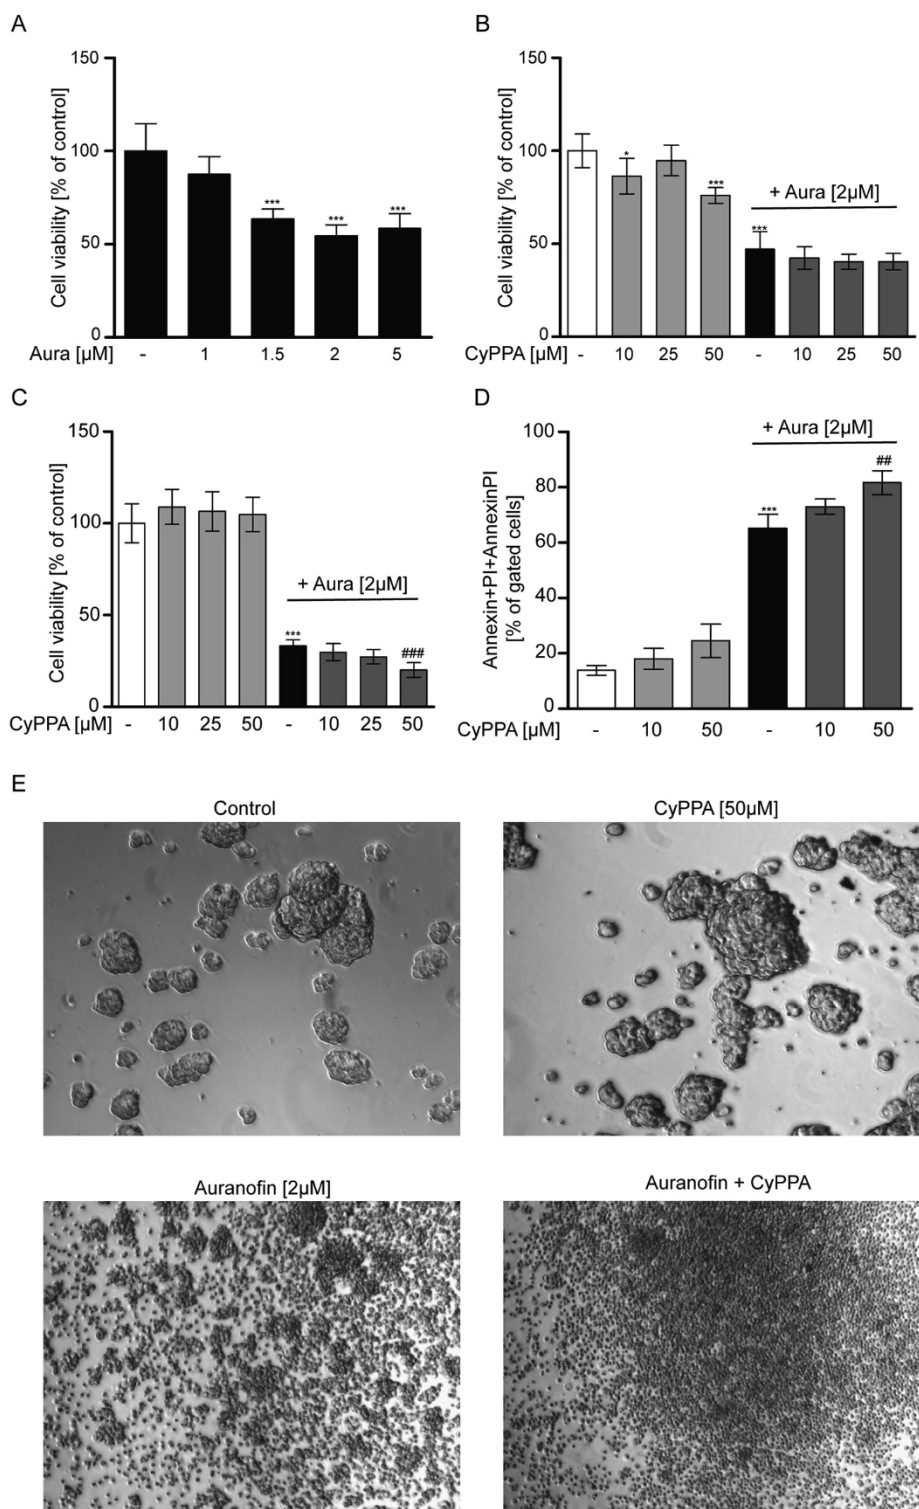 A
Cell viability [% of control]
150
100
50
0
***
***
***
Aura [µM]
-
1
1.5
2
5
B
Cell viability [% of control]
150
100
50
0
*
***
+ Aura [2µM]
***
CyPPA [µM]
-
10
25
50
-
10
25
50
C
Cell viability [% of control]
150
100
50
0
+ Aura [2µM]
***
###
CyPPA [µM]
-
10
25
50
-
10
25
50
D
Annexin+PI+AnnexinPI
[% of gated cells]
100
80
60
40
20
0
+ Aura [2µM]
***
##
CyPPA [µM]
-
10
50
-
10
50
E
Control
CyPPA [50µM]
Auranofin [2µM]
Auranofin + CyPPA